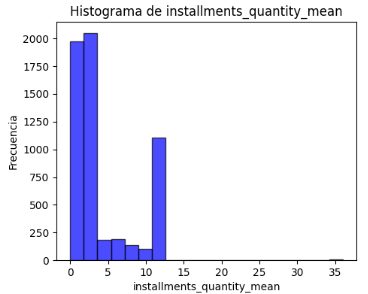 Histograma de installments_quantity_mean
2000
1750
1500
1250
1000
750
500
250
0
Frecuencia
0 5 10 15 20 25 30 35
installments_quantity_mean